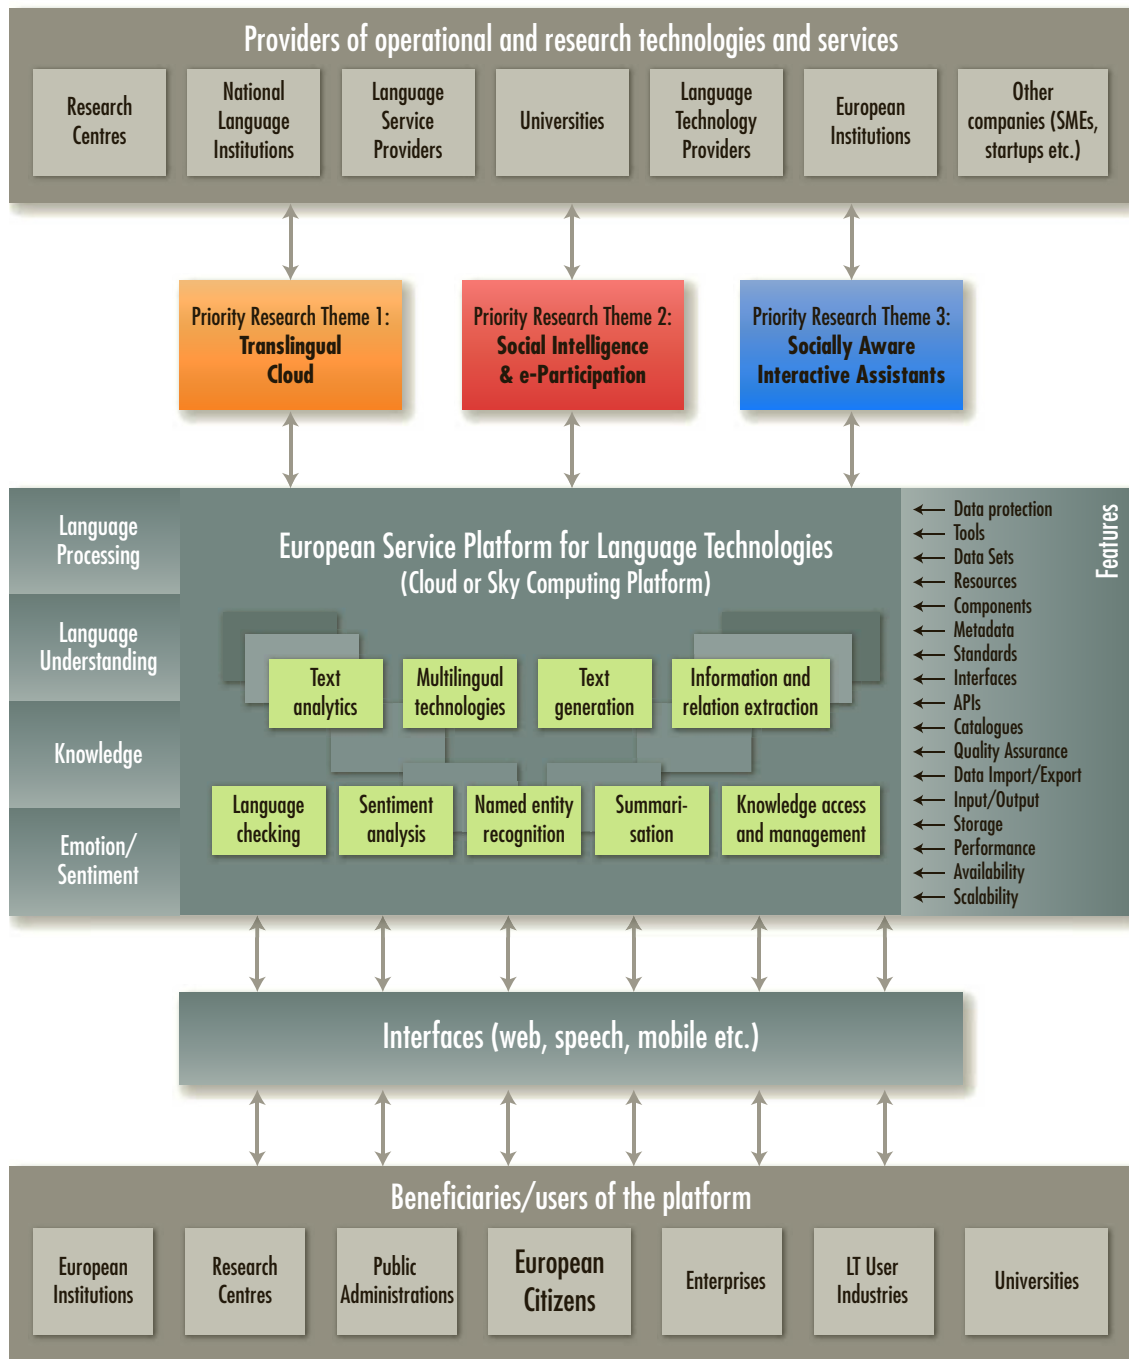 Providers of operational and research technologies and services
Research
Centres
National
Language
Institutions
Language
Service
Providers
Universities
Language
Technology
Providers
European
Institutions
Other
companies (SMEs,
startups etc.)
Priority Research Theme 1:
Translingual
Cloud
Priority Research Theme 2:
Social Intelligence
& e-Participation
Priority Research Theme 3:
Socially Aware
Interactive Assistants
Language
Processing
Language
Understanding
Knowledge
Emotion/
Sentiment
European Service Platform for Language Technologies
(Cloud or Sky Computing Platform)
Text
analytics
Multilingual
technologies
Text
generation
Information and
relation extraction
Language
checking
Sentiment
analysis
Named entity
recognition
Summari-
sation
Knowledge access
and management
Features
Data protection
Tools
Data Sets
Resources
Components
Metadata
Standards
Interfaces
APIs
Catalogues
Quality Assurance
Data Import/Export
Input/Output
Storage
Performance
Availability
Scalability
Interfaces (web, speech, mobile etc.)
Beneficiaries/users of the platform
European
Institutions
Research
Centres
Public
Administrations
European
Citizens
Enterprises
LT User
Industries
Universities